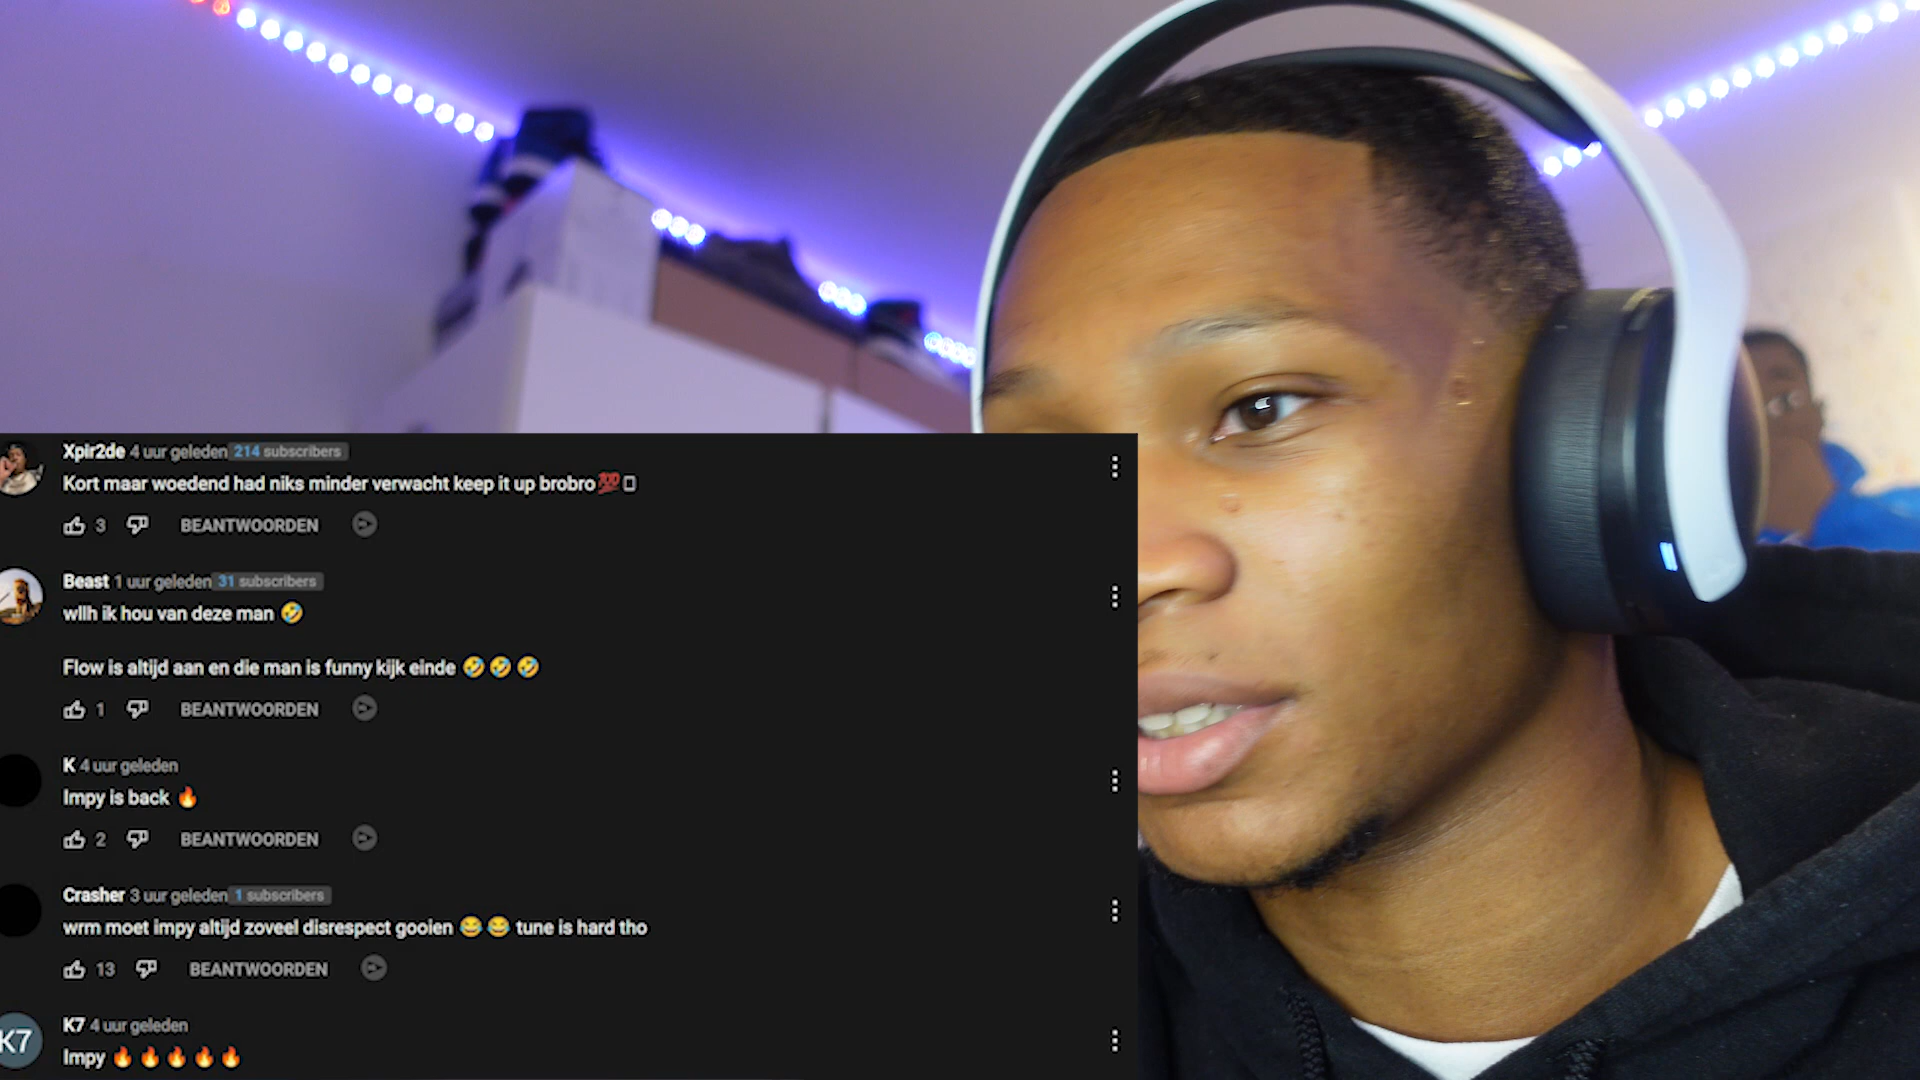 Xpir2de 4 uur geleden 214 subscribers
Kort maar woedend had niks minder verwacht keep it up brobro💯▯
3 BEANTWOORDEN
Beast 1 uur geleden 31 subscribers
wllh ik hou van deze man 🤣
Flow is altijd aan en die man is funny kijk einde 🤣🤣🤣
1 BEANTWOORDEN
K 4 uur geleden
Impy is back 🔥
2 BEANTWOORDEN
Crasher 3 uur geleden 1 subscribers
wrm moet impy altijd zoveel disrespect gooien 😂😂 tune is hard tho
13 BEANTWOORDEN
K7
K7 4 uur geleden
Impy 🔥🔥🔥🔥🔥